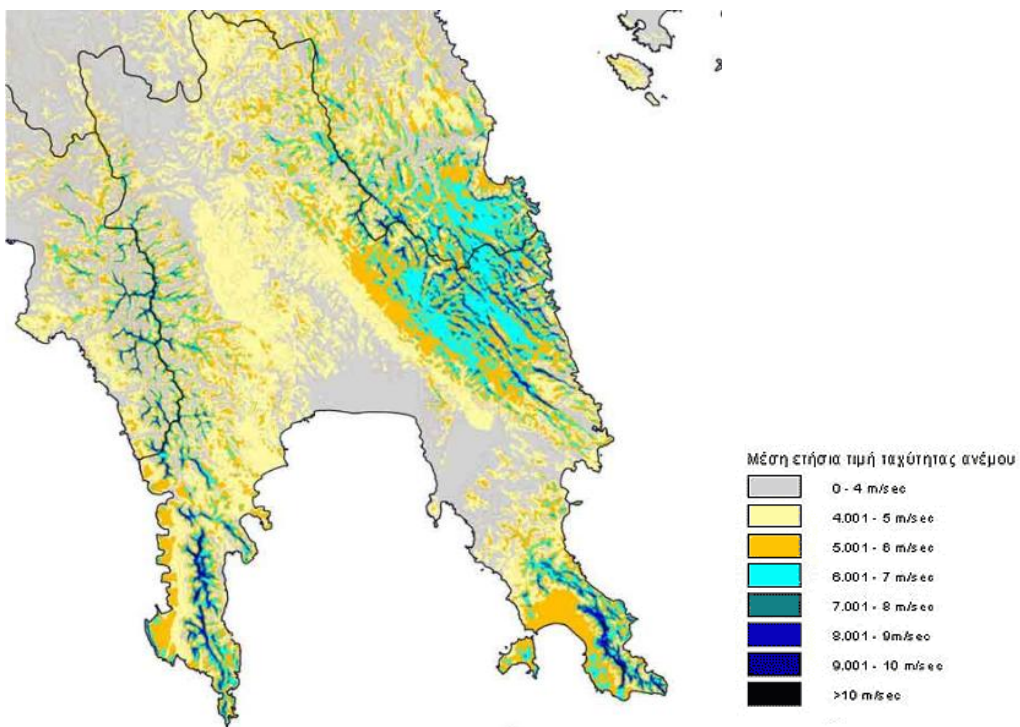 Μέση ετήσια τιμή ταχύτητας ανέμου
0 - 4 m/sec
4.001 - 5 m/sec
5.001 - 6 m/sec
6.001 - 7 m/sec
7.001 - 8 m/sec
8.001 - 9m/sec
9.001 - 10 m/sec
>10 m/sec